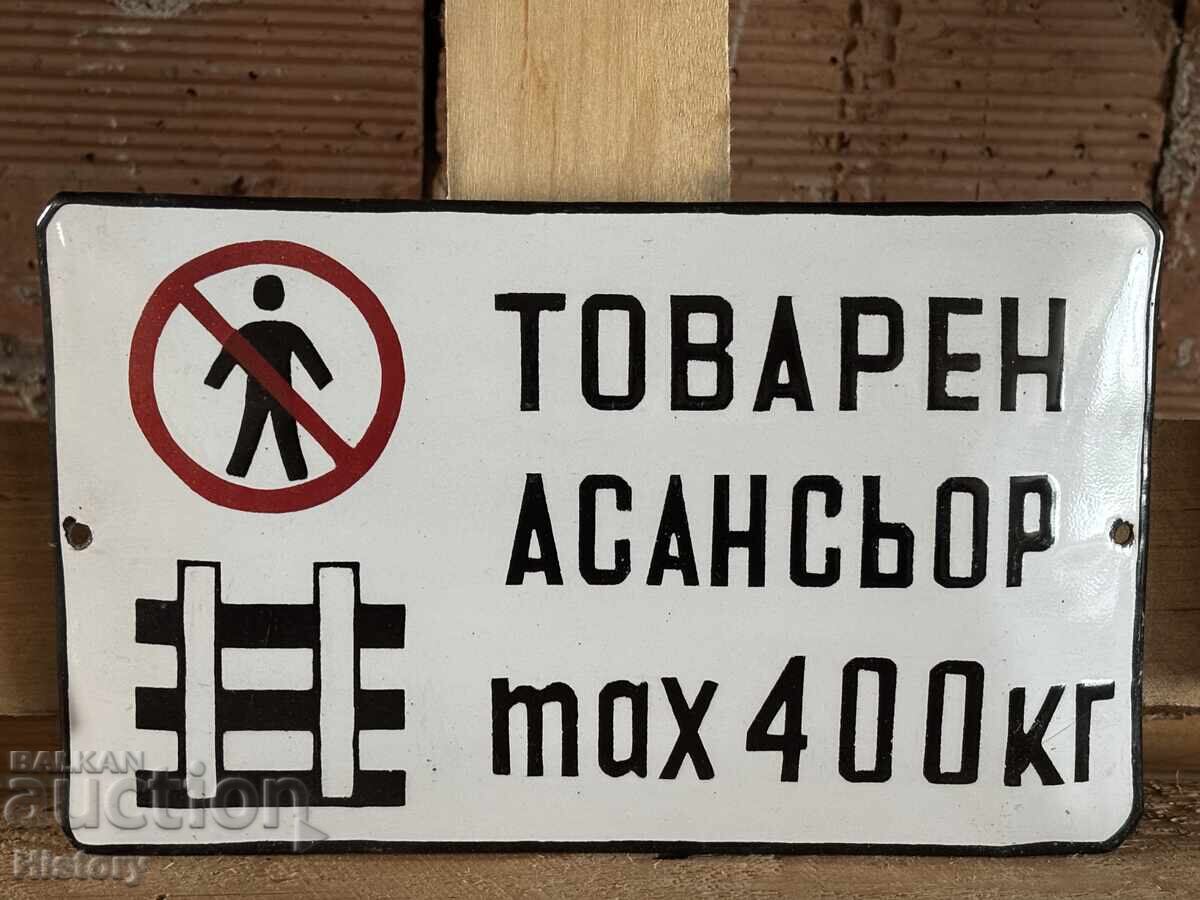 ТОВАРЕН
АСАНСЬОР
max 400кг
BALKAN
auction
History